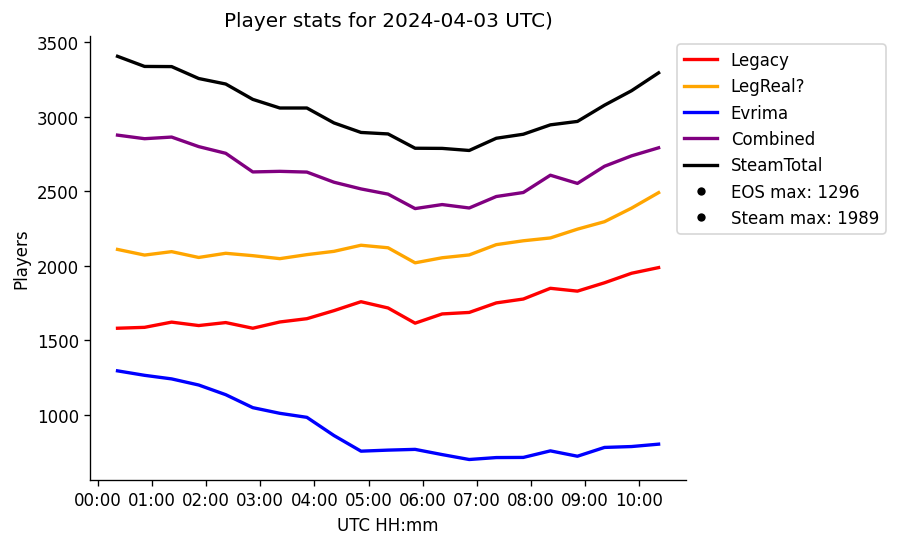 Player stats for 2024-04-03 UTC)
3500
3000
2500
2000
1500
1000
Players
00:00 01:00 02:00 03:00 04:00 05:00 06:00 07:00 08:00 09:00 10:00
UTC HH:mm
Legacy
LegReal?
Evrima
Combined
SteamTotal
EOS max: 1296
Steam max: 1989